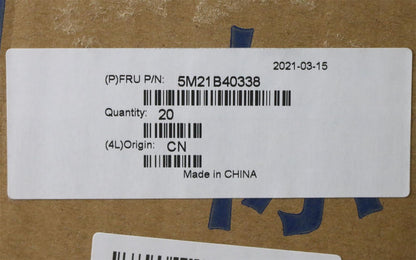 2021-03-15
(P)FRU P/N: 5M21B40338
Quantity: 20
(4L)Origin: CN
Made in CHINA